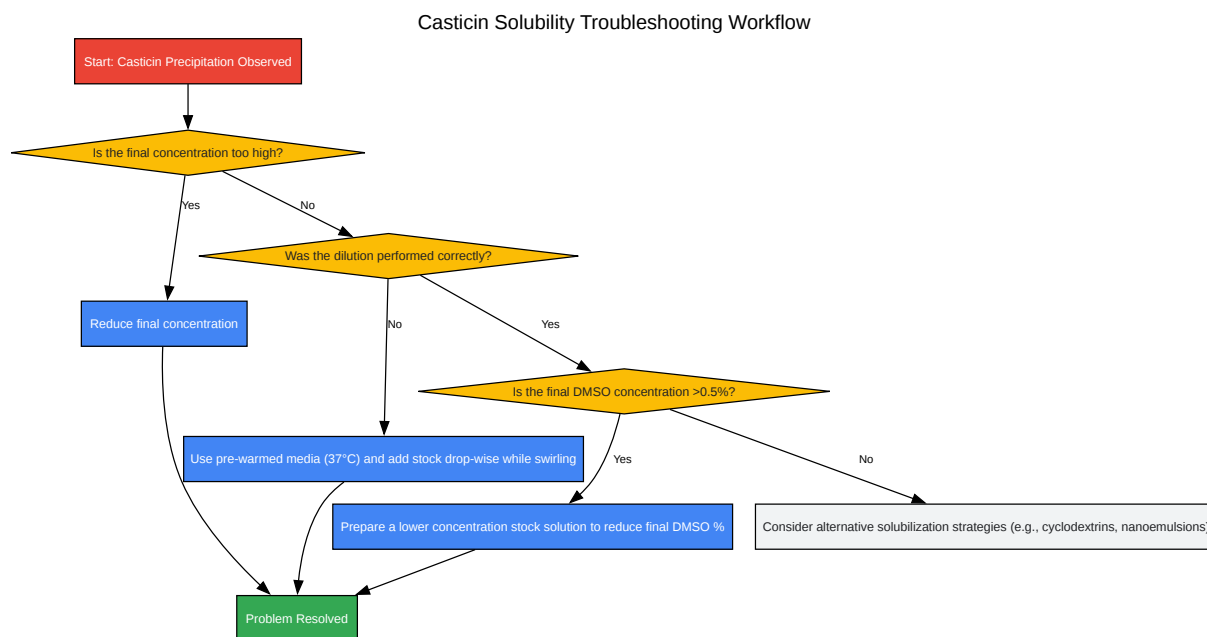 Casticin Solubility Troubleshooting Workflow
Start: Casticin Precipitation Observed
Is the final concentration too high?
Yes
No
Was the dilution performed correctly?
Reduce final concentration
No
Yes
Is the final DMSO concentration >0.5%?
Use pre-warmed media (37°C) and add stock drop-wise while swirling
Yes
No
Prepare a lower concentration stock solution to reduce final DMSO %
Consider alternative solubilization strategies (e.g., cyclodextrins, nanoemulsions)
Problem Resolved